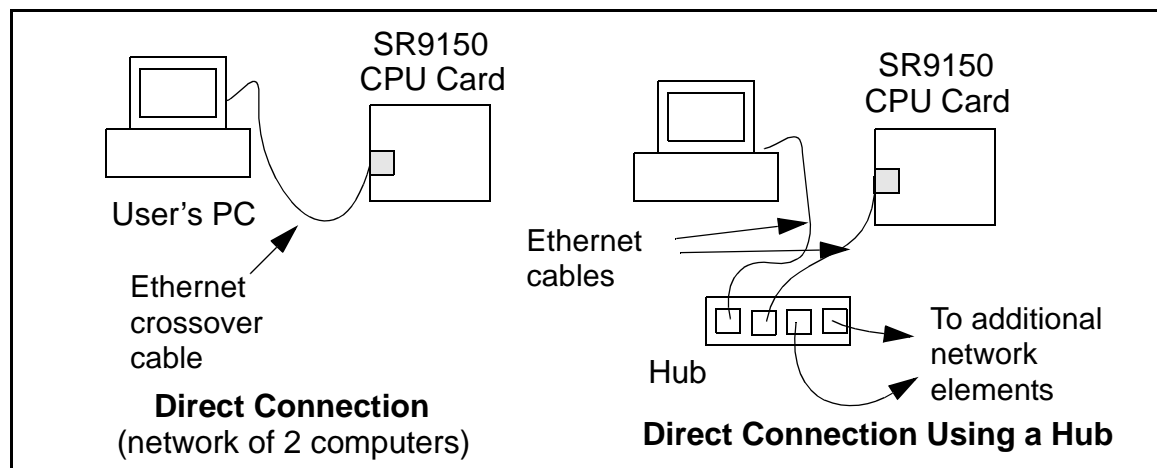 SR9150
CPU Card
User's PC
Ethernet
crossover
cable
Direct Connection
(network of 2 computers)
SR9150
CPU Card
Ethernet
cables
Hub
To additional
network
elements
Direct Connection Using a Hub